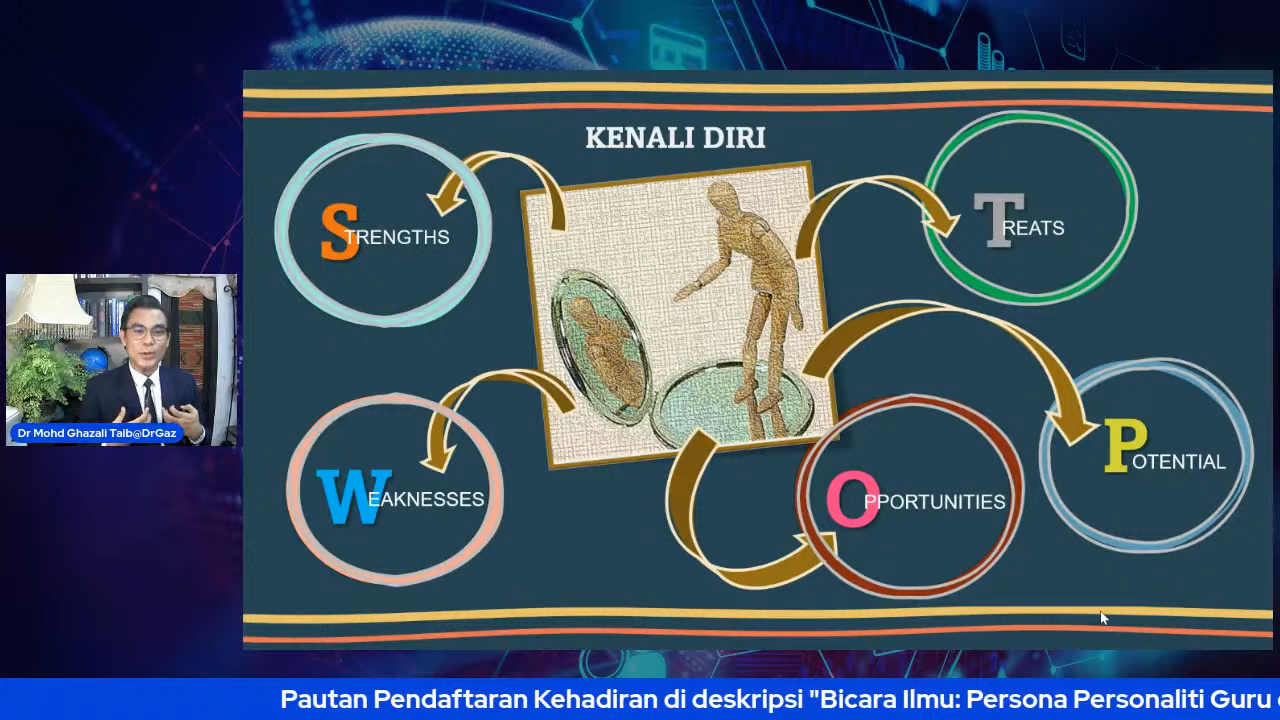 KENALI DIRI
STRENGTHS
TREATS
WEAKNESSES
OPPORTUNITIES
POTENTIAL
Dr Mohd Ghazali Taib@DrGaz
Pautan Pendaftaran Kehadiran di deskripsi "Bicara Ilmu: Persona Personaliti Guru